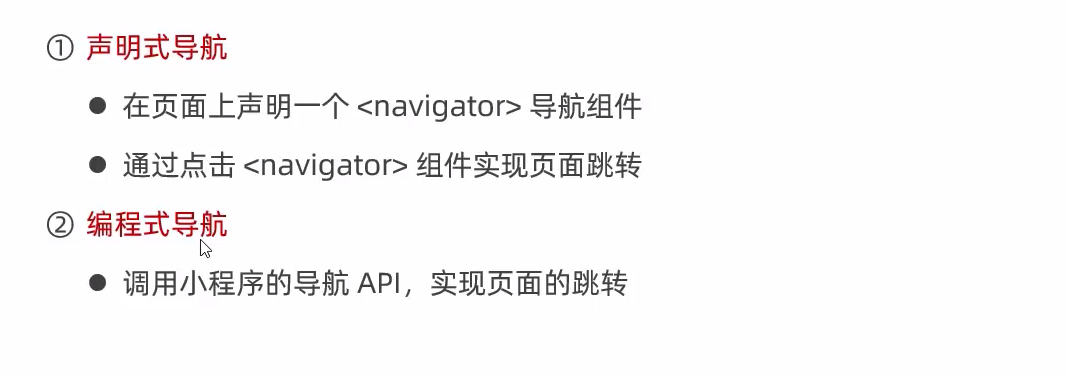 ① 声明式导航
● 在页面上声明一个 <navigator> 导航组件
● 通过点击 <navigator> 组件实现页面跳转
② 编程式导航
● 调用小程序的导航 API，实现页面的跳转